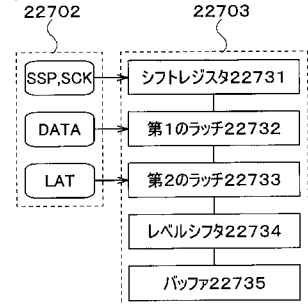 22702
22703
SSP,SCK
シフトレジスタ22731
DATA
第1のラッチ22732
LAT
第2のラッチ22733
レベルシフタ22734
バッファ22735